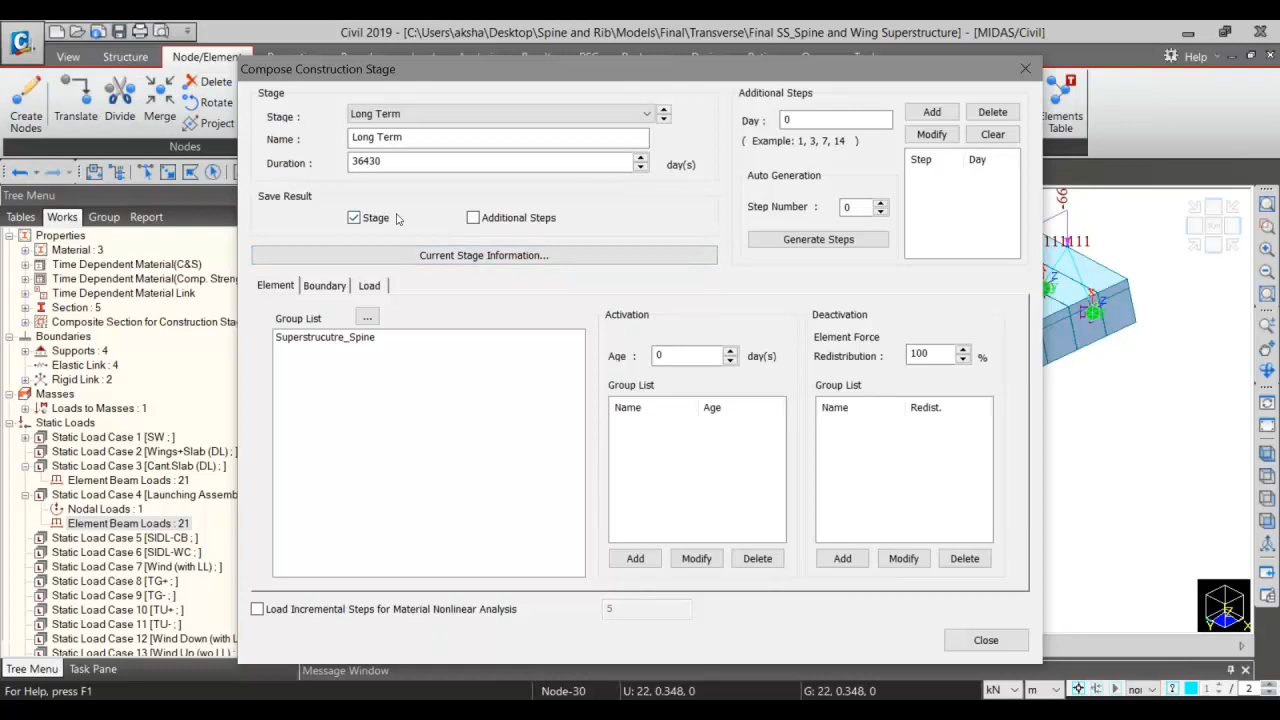 Civil 2019 - [C:\Users\aksha\Desktop\Spine and Rib\Models\Final\Transverse\Final SS_Spine and Wing Superstructure] - [MIDAS/Civil]
View
Structure
Node/Element
Help
Create Nodes
Translate
Divide
Merge
Delete
Rotate
Project
Nodes
Elements Table
Tree Menu
Tables
Works
Group
Report
Properties
Material : 3
Time Dependent Material(C&S)
Time Dependent Material(Comp. Streng
Time Dependent Material Link
Section : 5
Composite Section for Construction Sta
Boundaries
Supports : 4
Elastic Link : 4
Rigid Link : 2
Masses
Loads to Masses : 1
Static Loads
Static Load Case 1 [SW ; ]
Static Load Case 2 [Wings+Slab (DL) ; ]
Static Load Case 3 [Cant.Slab (DL) ; ]
Element Beam Loads : 21
Static Load Case 4 [Launching Assemb
Nodal Loads : 1
Element Beam Loads : 21
Static Load Case 5 [SIDL-CB ; ]
Static Load Case 6 [SIDL-WC ; ]
Static Load Case 7 [Wind (with LL) ; ]
Static Load Case 8 [TG+ ; ]
Static Load Case 9 [TG- ; ]
Static Load Case 10 [TU+ ; ]
Static Load Case 11 [TU- ; ]
Static Load Case 12 [Wind Down (with L
Static Load Case 13 [Wind Up (wo LL) ;
Tree Menu
Task Pane
Compose Construction Stage
Stage
Stage :
Long Term
Name :
Long Term
Duration :
36430
day(s)
Save Result
Stage
Additional Steps
Current Stage Information...
Additional Steps
Day :
0
Add
Delete
( Example: 1, 3, 7, 14 )
Modify
Clear
Step
Day
Auto Generation
Step Number :
0
Generate Steps
Element
Boundary
Load
Group List
...
Superstrucutre_Spine
Activation
Age :
0
day(s)
Group List
Name
Age
Add
Modify
Delete
Deactivation
Element Force
Redistribution :
100
%
Group List
Name
Redist.
Add
Modify
Delete
Load Incremental Steps for Material Nonlinear Analysis
5
Close
Message Window
For Help, press F1
Node-30
U: 22, 0.348, 0
G: 22, 0.348, 0
kN
m
nor
1
/
2